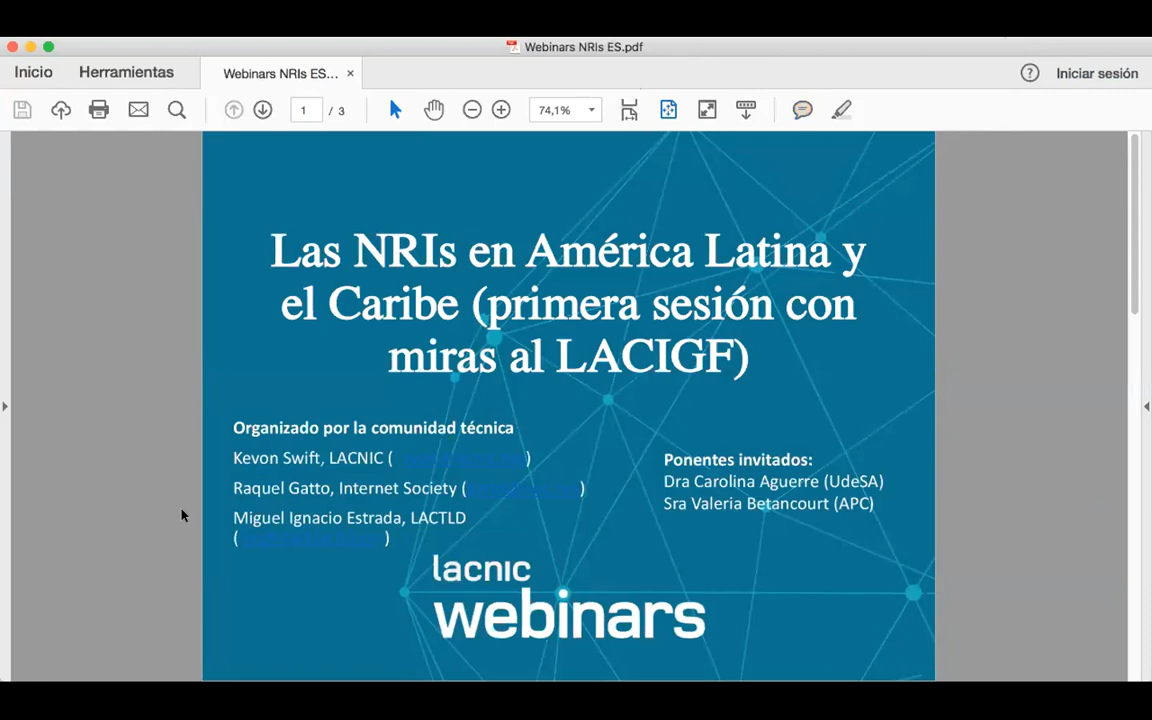 Webinars NRIs ES.pdf
Inicio
Herramientas
Webinars NRIs ES... ×
? Iniciar sesión
1 / 3
74,1%
Las NRIs en América Latina y
el Caribe (primera sesión con
miras al LACIGF)
Organizado por la comunidad técnica
Kevon Swift, LACNIC ( )
Raquel Gatto, Internet Society ( )
Miguel Ignacio Estrada, LACTLD
( )
Ponentes invitados:
Dra Carolina Aguerre (UdeSA)
Sra Valeria Betancourt (APC)
lacnic
webinars